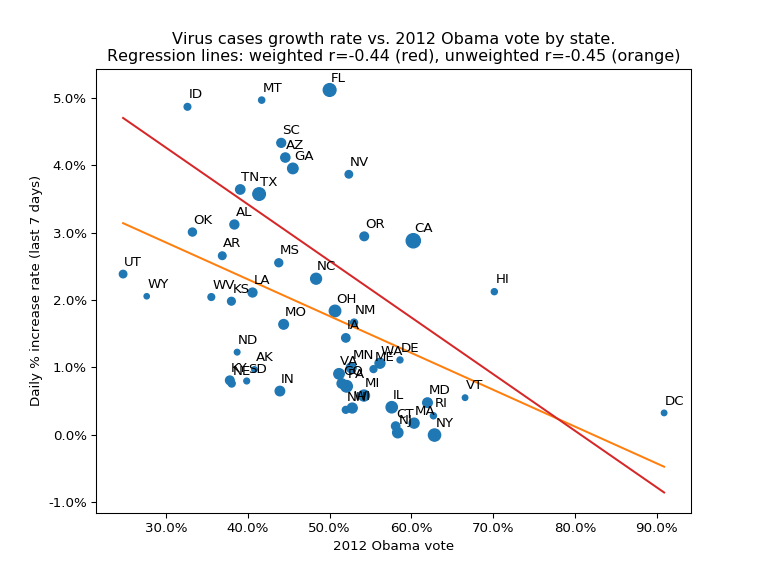 Virus cases growth rate vs. 2012 Obama vote by state.
Regression lines: weighted r=-0.44 (red), unweighted r=-0.45 (orange)
Daily % increase rate (last 7 days)
5.0%
4.0%
3.0%
2.0%
1.0%
0.0%
-1.0%
FL
MT
ID
SC
AZ
GA
NV
TN
TX
AL
OK
OR
CA
AR
MS
UT
NC
HI
WY
WV
KS
LA
OH
NM
MO
IA
ND
AK
VA
MN
WA
DE
ME
KY
NE
SD
CO
PA
IN
MI
NH
WI
IL
MD
RI
VT
CT
MA
NJ
NY
DC
30.0% 40.0% 50.0% 60.0% 70.0% 80.0% 90.0%
2012 Obama vote